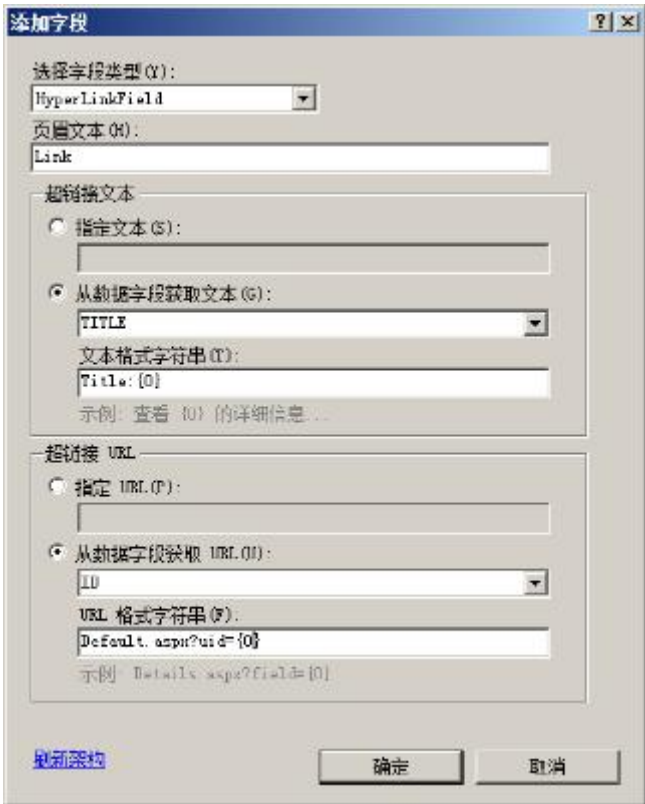 添加字段
选择字段类型(Y):
HyperLinkField
页眉文本(H):
Link
超链接文本
指定文本(S):
从数据字段获取文本(G):
TITLE
文本格式字符串(T):
Title:{0}
示例: 查看 {0} 的详细信息...
超链接 URL
指定 URL(P):
从数据字段获取 URL(U):
ID
URL 格式字符串(F):
Default.aspx?uid={0}
示例: Details.aspx?field={0}
刷新架构
确定
取消